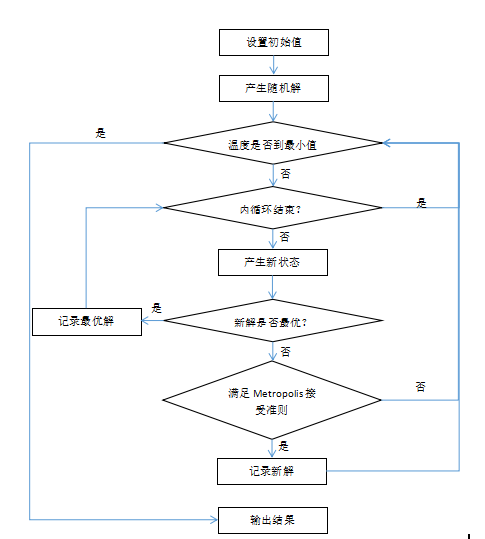 设置初始值
产生随机解
是
温度是否到最小值
否
内循环结束？
是
否
产生新状态
是
记录最优解
新解是否最优？
否
满足 Metropolis 接
受准则
否
是
记录新解
输出结果